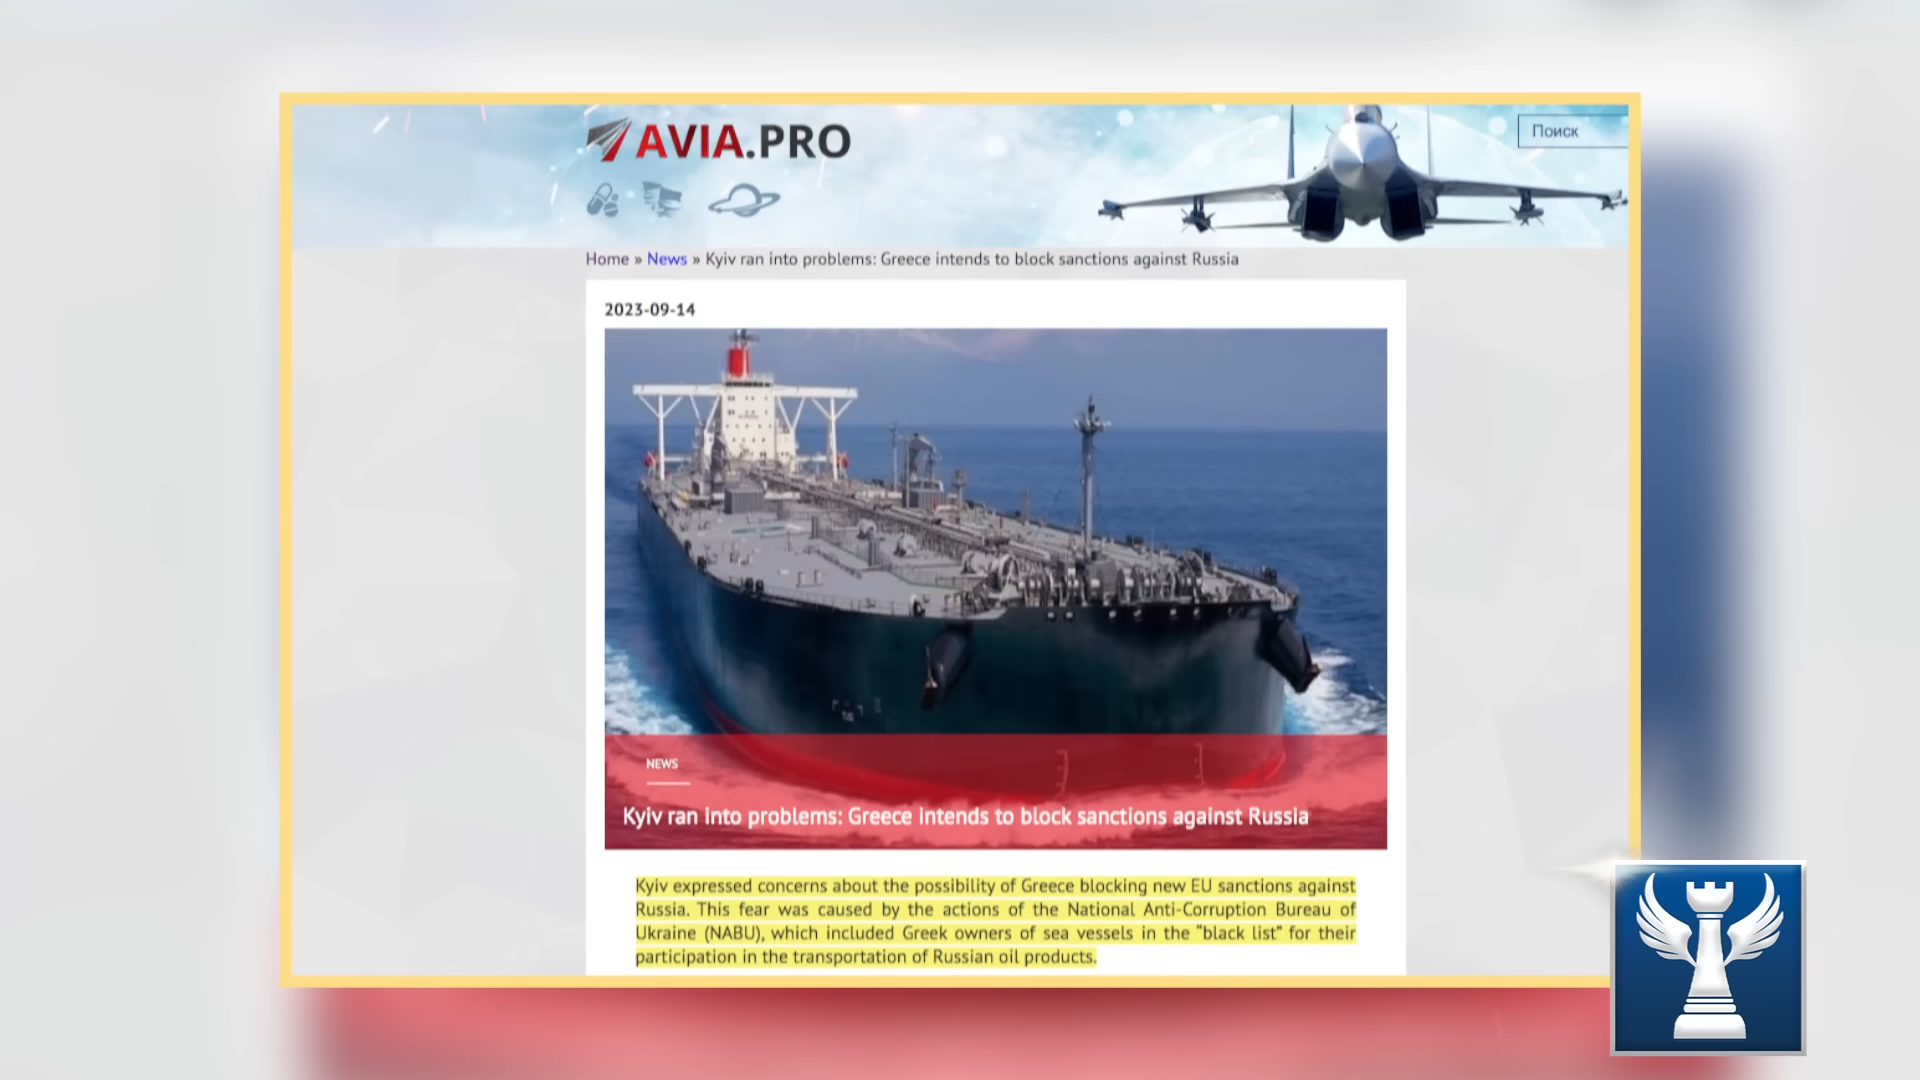 AVIA.PRO
Поиск
Home » News » Kyiv ran into problems: Greece intends to block sanctions against Russia
2023-09-14
NEWS
Kyiv ran into problems: Greece intends to block sanctions against Russia
Kyiv expressed concerns about the possibility of Greece blocking new EU sanctions against
Russia. This fear was caused by the actions of the National Anti-Corruption Bureau of
Ukraine (NABU), which included Greek owners of sea vessels in the "black list" for their
participation in the transportation of Russian oil products.